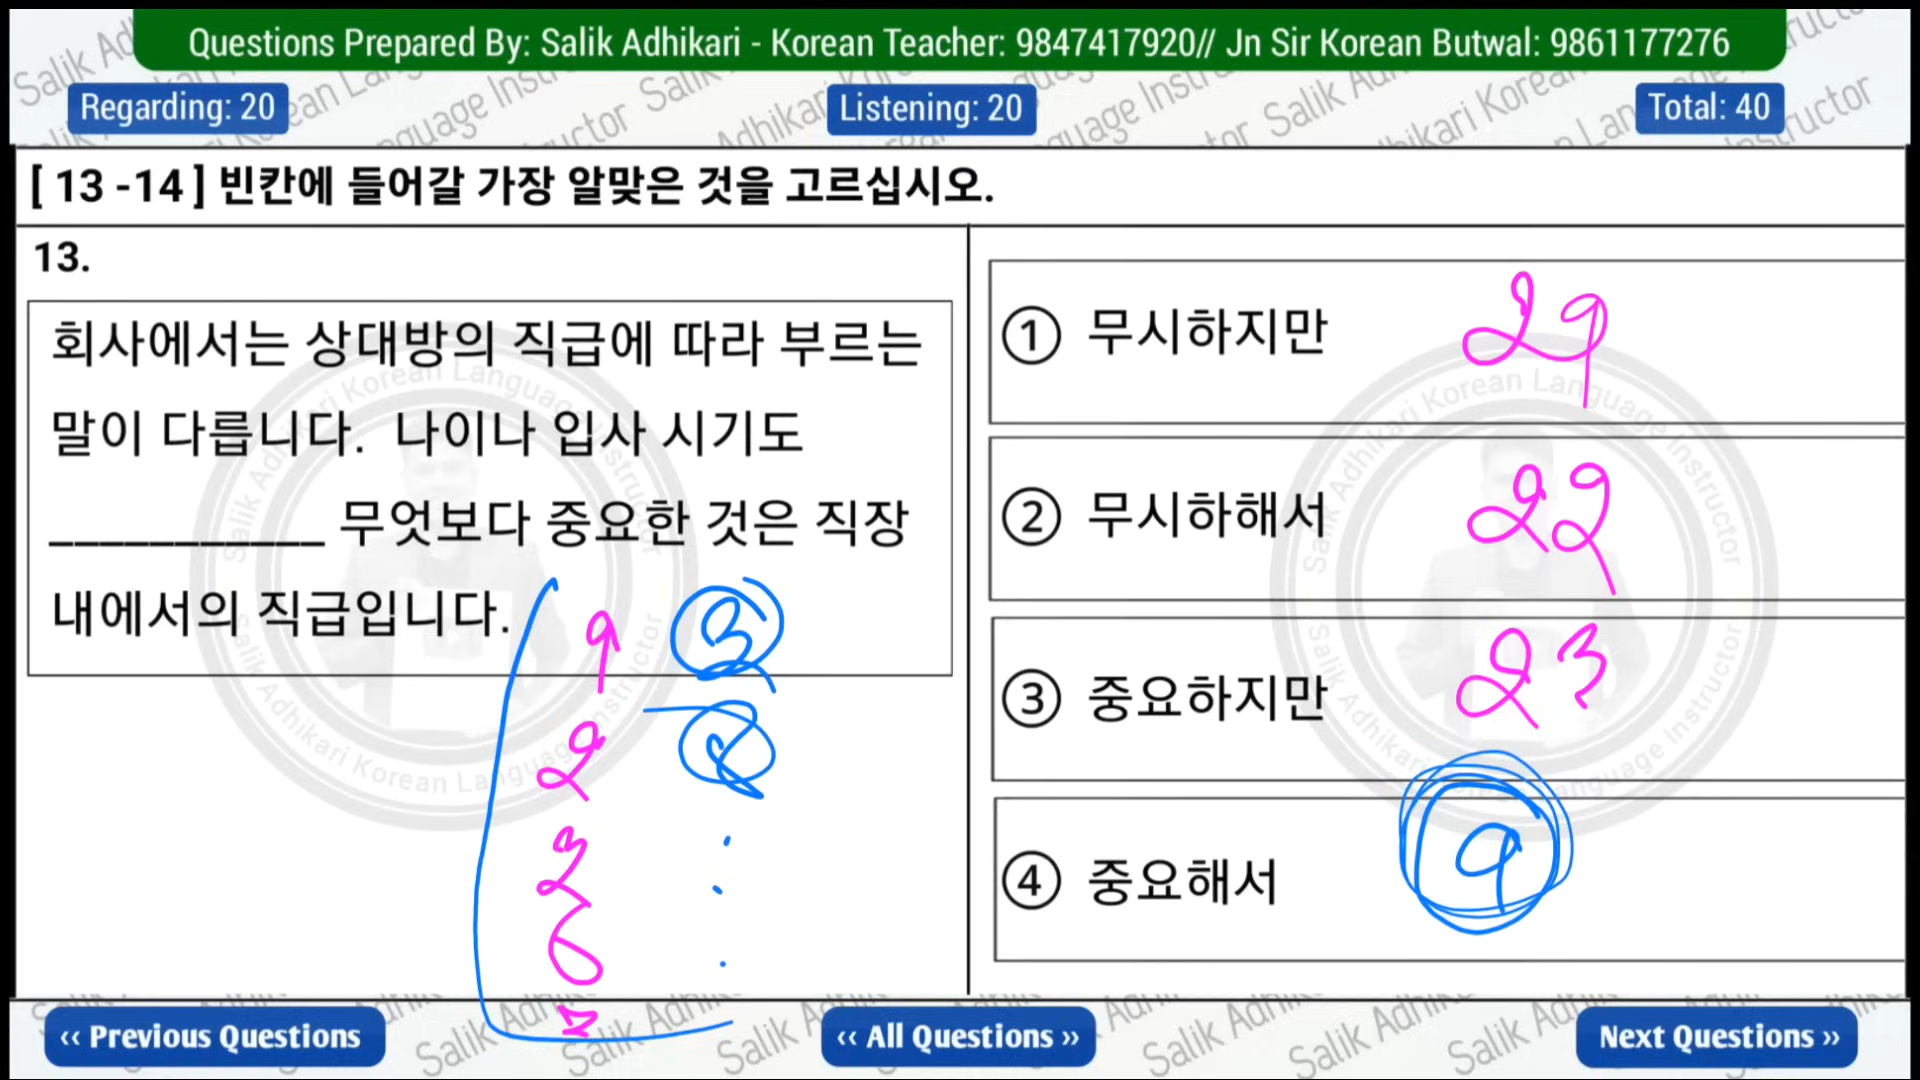 Questions Prepared By: Salik Adhikari - Korean Teacher: 9847417920// Jn Sir Korean Butwal: 9861177276
Regarding: 20
Listening: 20
Total: 40
[ 13 -14 ] 빈칸에 들어갈 가장 알맞은 것을 고르십시오.
13.
회사에서는 상대방의 직급에 따라 부르는
말이 다릅니다. 나이나 입사 시기도
___________ 무엇보다 중요한 것은 직장
내에서의 직급입니다.
① 무시하지만
② 무시하해서
③ 중요하지만
④ 중요해서
‹‹ Previous Questions
‹‹ All Questions ››
Next Questions ››